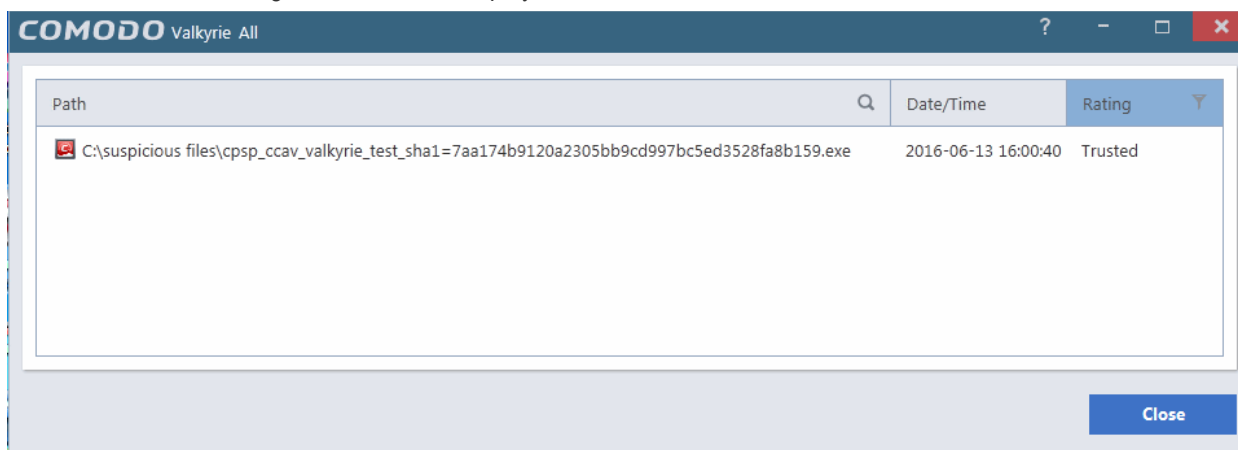 COMODO Valkyrie All ?
Path Date/Time Rating
C:\suspicious files\cpsp_ccav_valkyrie_test_sha1=7aa174b9120a2305bb9cd997bc5ed3528fa8b159.exe 2016-06-13 16:00:40 Trusted
Close